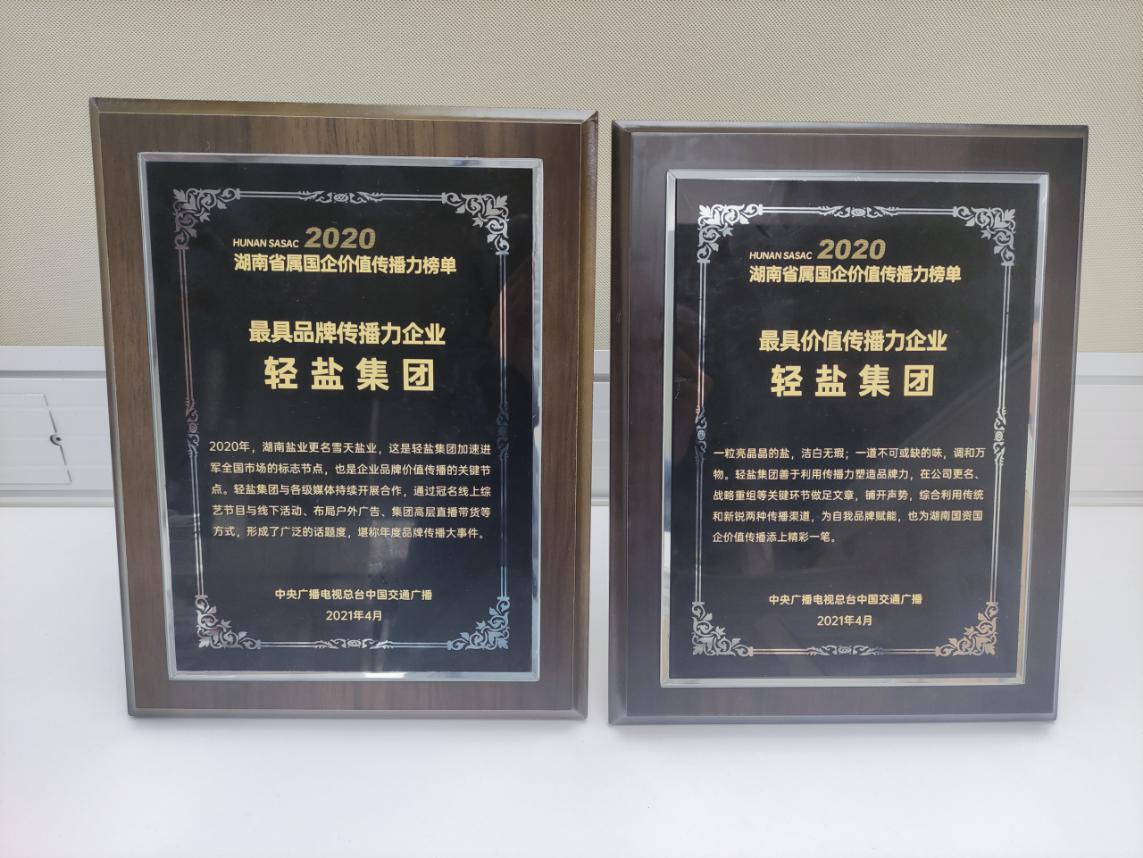 HUNAN SASAC 2020
湖南省属国企价值传播力榜单
最具品牌传播力企业
轻盐集团
2020年，湖南盐业更名雪天盐业，这是轻盐集团加速进
军全国市场的标志节点，也是企业品牌价值传播的关键节
点。轻盐集团与各级媒体持续开展合作，通过冠名线上综
艺节目与线下活动、布局户外广告、集团高层直播带货等
方式，形成了广泛的话题度，堪称年度品牌传播大事件。
中央广播电视总台中国交通广播
2021年4月
HUNAN SASAC 2020
湖南省属国企价值传播力榜单
最具价值传播力企业
轻盐集团
一粒亮晶晶的盐，洁白无瑕；一道不可或缺的味，调和万
物。轻盐集团善于利用传播力塑造品牌力，在公司更名、
战略重组等关键环节做足文章，铺开声势，综合利用传统
和新锐两种传播渠道，为自我品牌赋能，也为湖南国资国
企价值传播添上精彩一笔。
中央广播电视总台中国交通广播
2021年4月